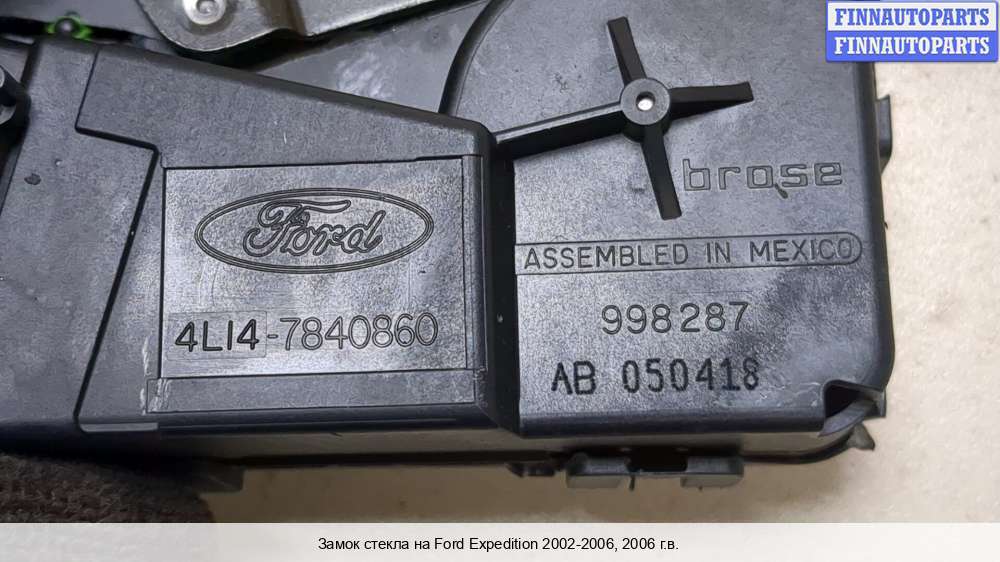 FINNAUTOPARTS
FINNAUTOPARTS
brose
Ford
ASSEMBLED IN MEXICO
4L14-7840860
998287
AB 050418
Замок стекла на Ford Expedition 2002-2006, 2006 г.в.